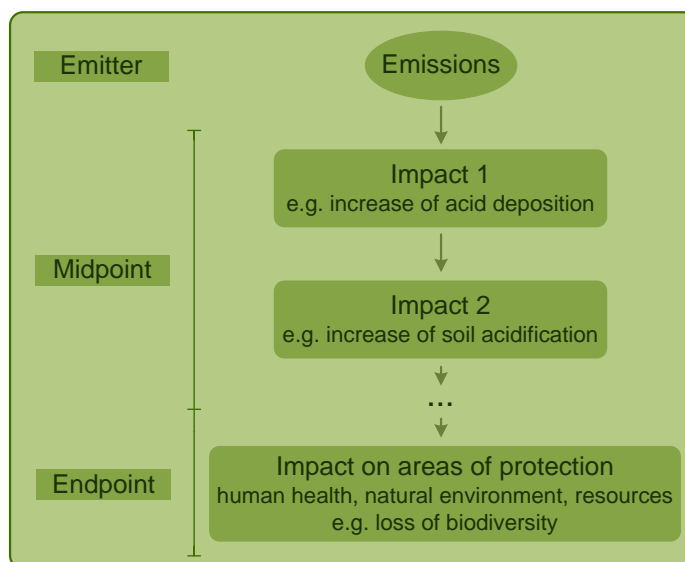 Emitter
Emissions
Impact 1
e.g. increase of acid deposition
Midpoint
Impact 2
e.g. increase of soil acidification
...
Endpoint
Impact on areas of protection
human health, natural environment, resources
e.g. loss of biodiversity